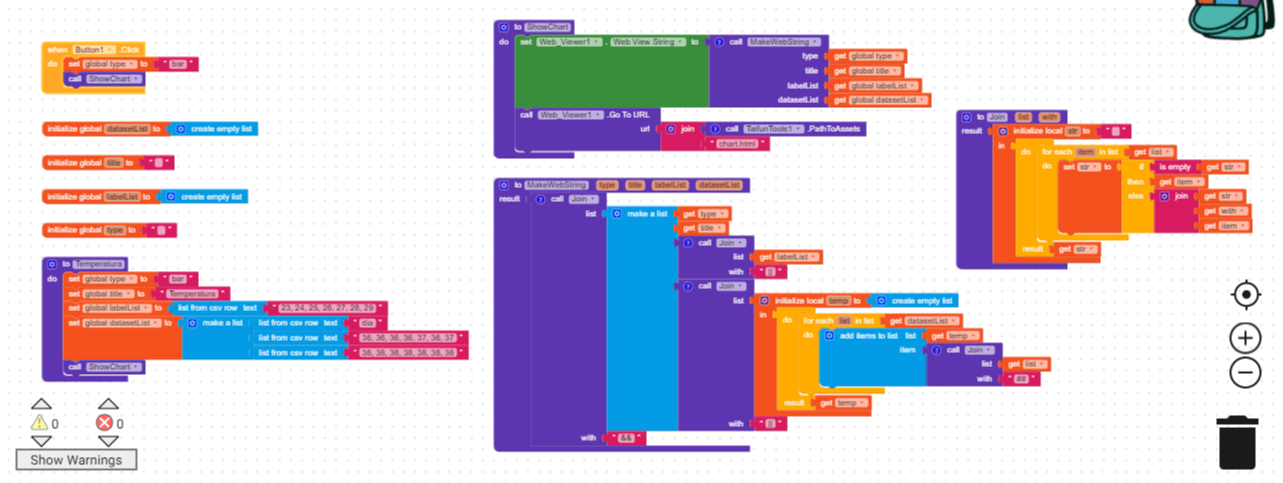 when Button1 .Click
do set global type to " bar "
call ShowChart
initialize global datasetList to create empty list
initialize global title to " "
initialize global labelList to create empty list
initialize global type to " "
to Temperatura
do set global type to " bar "
set global title to " Temperatura "
set global labelList to list from csv row text " 23, 24, 25, 26, 27, 28, 29 "
set global datasetList to make a list list from csv row text " dia "
list from csv row text " 36, 36, 36, 36, 37, 36, 37 "
list from csv row text " 38, 38, 38, 38, 38, 38, 38 "
call ShowChart
0 0
Show Warnings
to ShowChart
do set Web_Viewer1 . Web View String to call MakeWebString
type get global type
title get global title
labelList get global labelList
datasetList get global datasetList
call Web_Viewer1 .Go To URL
url join call TaifunTools1 .PathToAssets
" chart.html "
to MakeWebString type title labelList datasetList
result call Join
list make a list get type
get title
call Join
list get labelList
with " || "
call Join
list initialize local temp to create empty list
in do for each list in list get datasetList
do add items to list list get temp
item call Join
list get list
with " ## "
result get temp
with " || "
with " && "
to Join list with
result initialize local str to " "
in do for each item in list get list
do set str to if is empty get str
then get item
else join get str
get with
get item
result get str